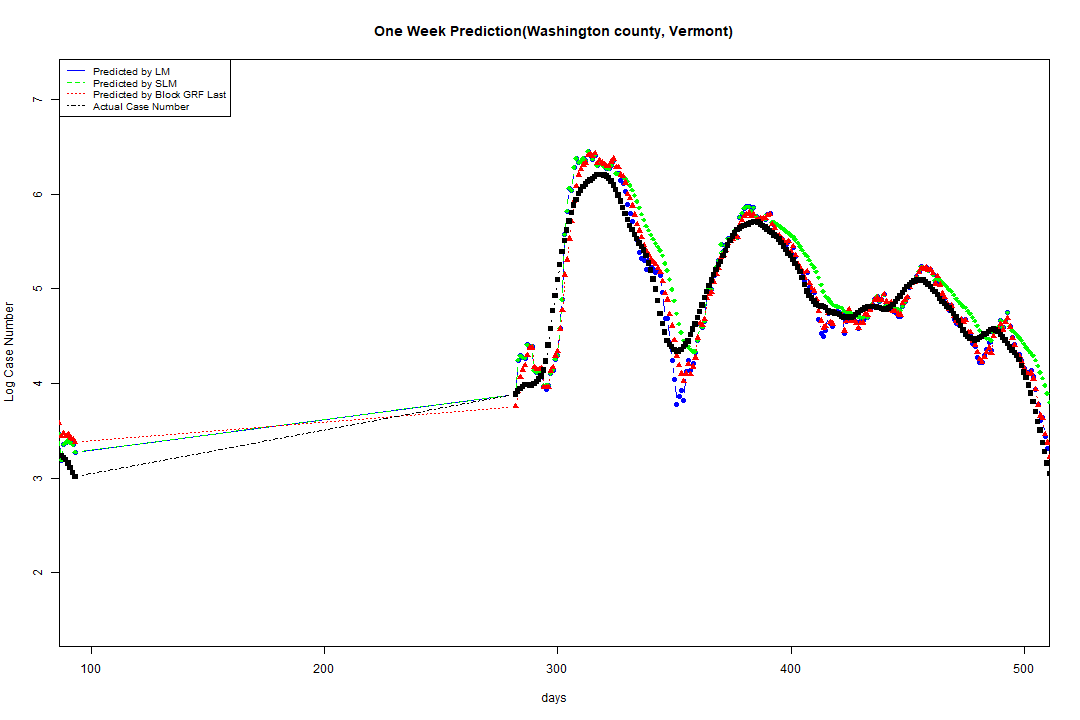 One Week Prediction(Washington county, Vermont)
Predicted by LM
Predicted by SLM
Predicted by Block GRF Last
Actual Case Number
Log Case Number
7
6
5
4
3
2
100 200 300 400 500
days